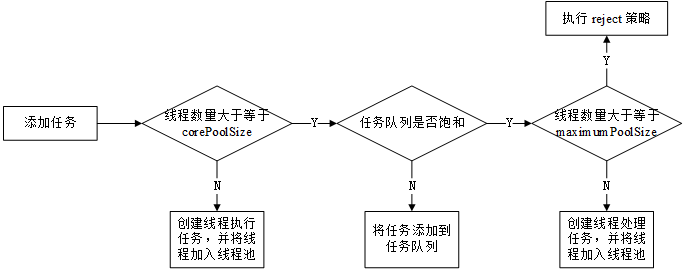 执行 reject 策略
Y
线程数量大于等于
corePoolSize
任务队列是否饱和
线程数量大于等于
maximumPoolSize
添加任务
Y
Y
N
N
N
创建线程执行
任务，并将线
程加入线程池
将任务添加到
任务队列
创建线程处理
任务，并将线
程加入线程池